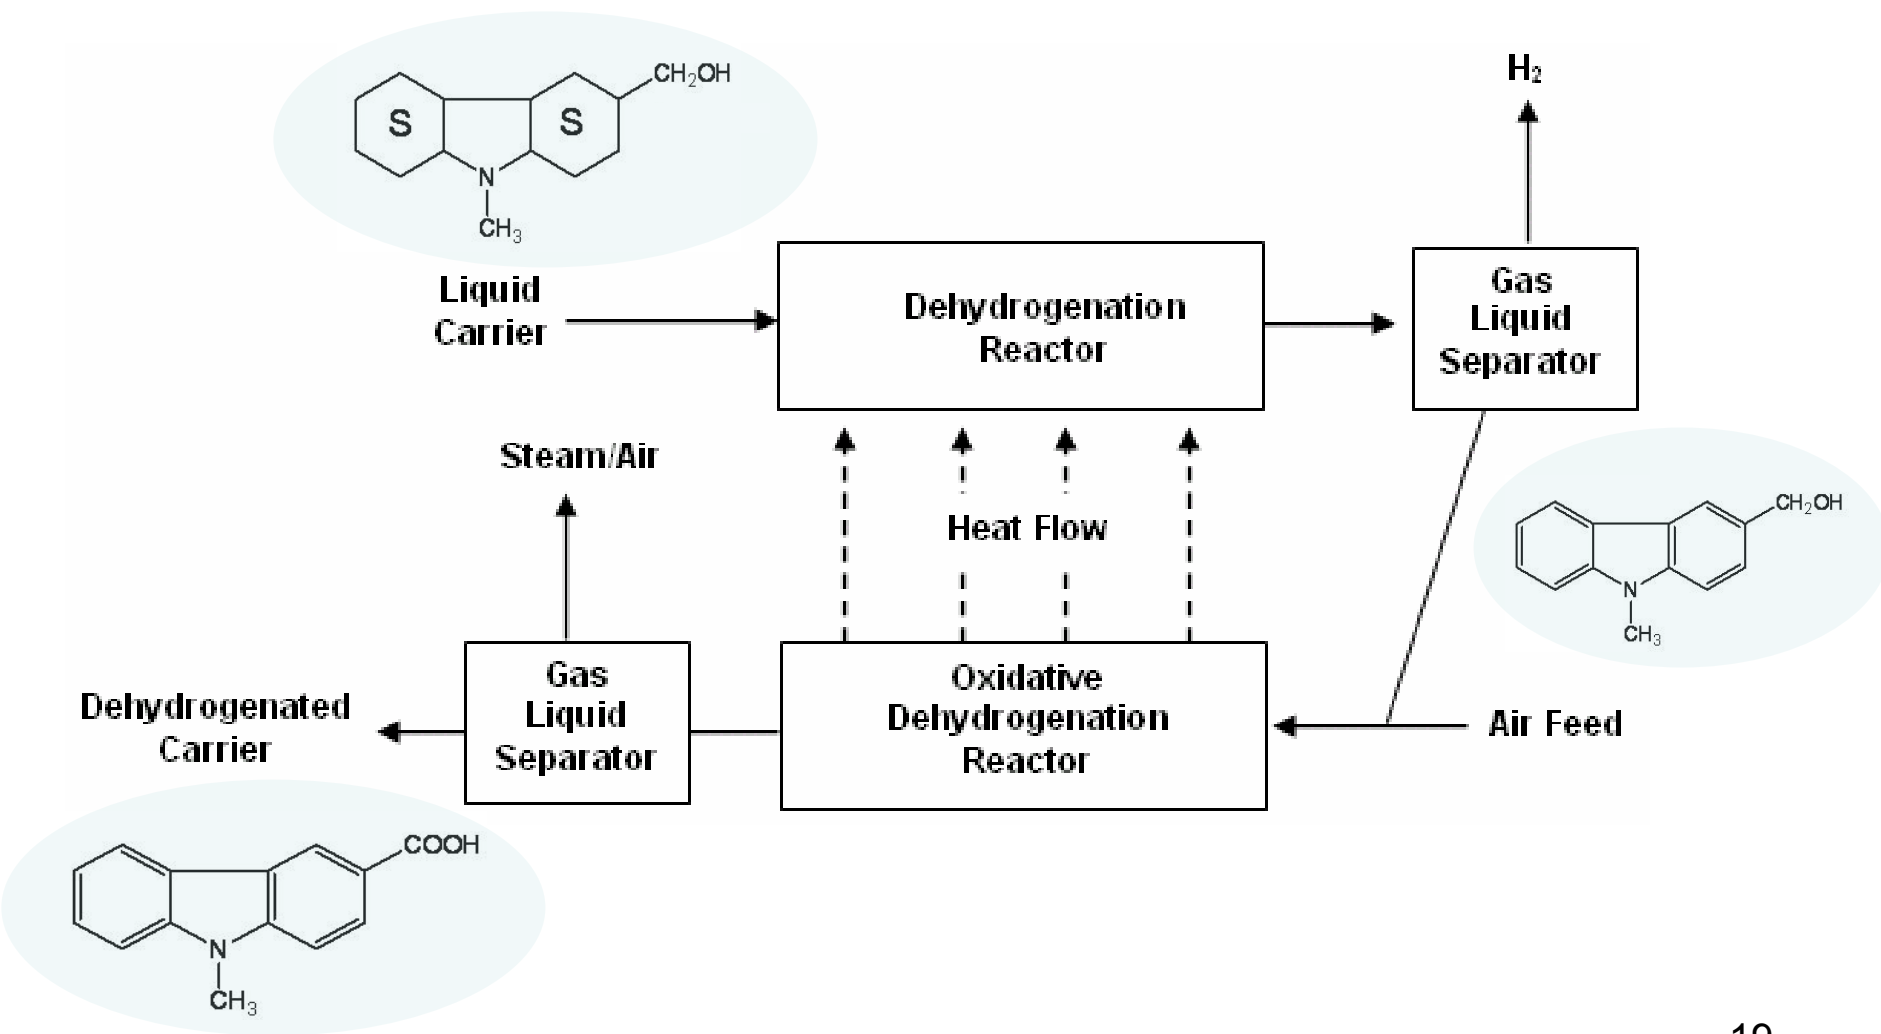 CH₂OH
S
S
N
CH₃
H₂
Liquid
Carrier
Dehydrogenation
Reactor
Gas
Liquid
Separator
Steam/Air
Heat Flow
CH₂OH
N
CH₃
Dehydrogenated
Carrier
Gas
Liquid
Separator
Oxidative
Dehydrogenation
Reactor
Air Feed
COOH
N
CH₃